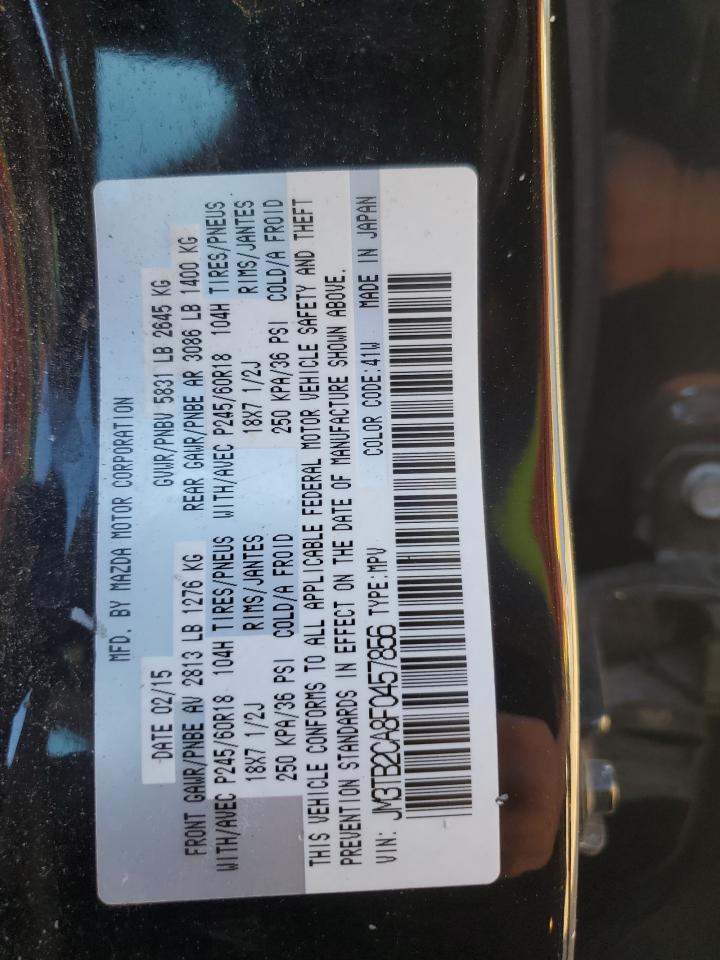 MFD. BY MAZDA MOTOR CORPORATION
DATE 02/15 GVWR/PNBV 5831 LB 2645 KG
FRONT GAWR/PNBE AV 2813 LB 1276 KG REAR GAWR/PNBE AR 3086 LB 1400 KG
WITH/AVEC P245/60R18 104H TIRES/PNEUS WITH/AVEC P245/60R18 104H TIRES/PNEUS
18X7 1/2J RIMS/JANTES 18X7 1/2J RIMS/JANTES
250 KPA/36 PSI COLD/A FROID 250 KPA/36 PSI COLD/A FROID
THIS VEHICLE CONFORMS TO ALL APPLICABLE FEDERAL MOTOR VEHICLE SAFETY AND THEFT
PREVENTION STANDARDS IN EFFECT ON THE DATE OF MANUFACTURE SHOWN ABOVE.
VIN: JM3TB2CA8F0457856 TYPE:MPV COLOR CODE:41W MADE IN JAPAN